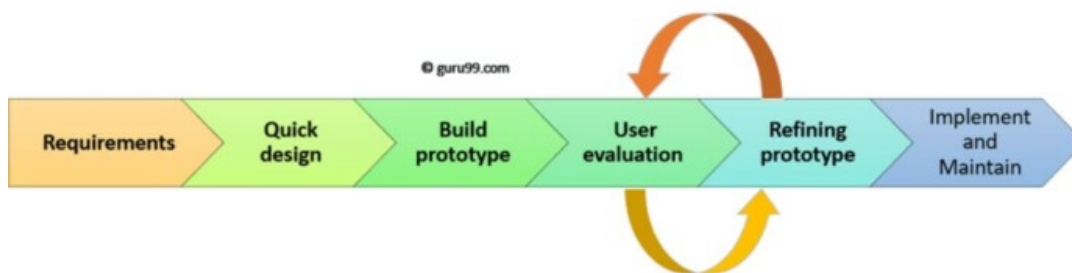 © guru99.com
Requirements
Quick
design
Build
prototype
User
evaluation
Refining
prototype
Implement
and
Maintain